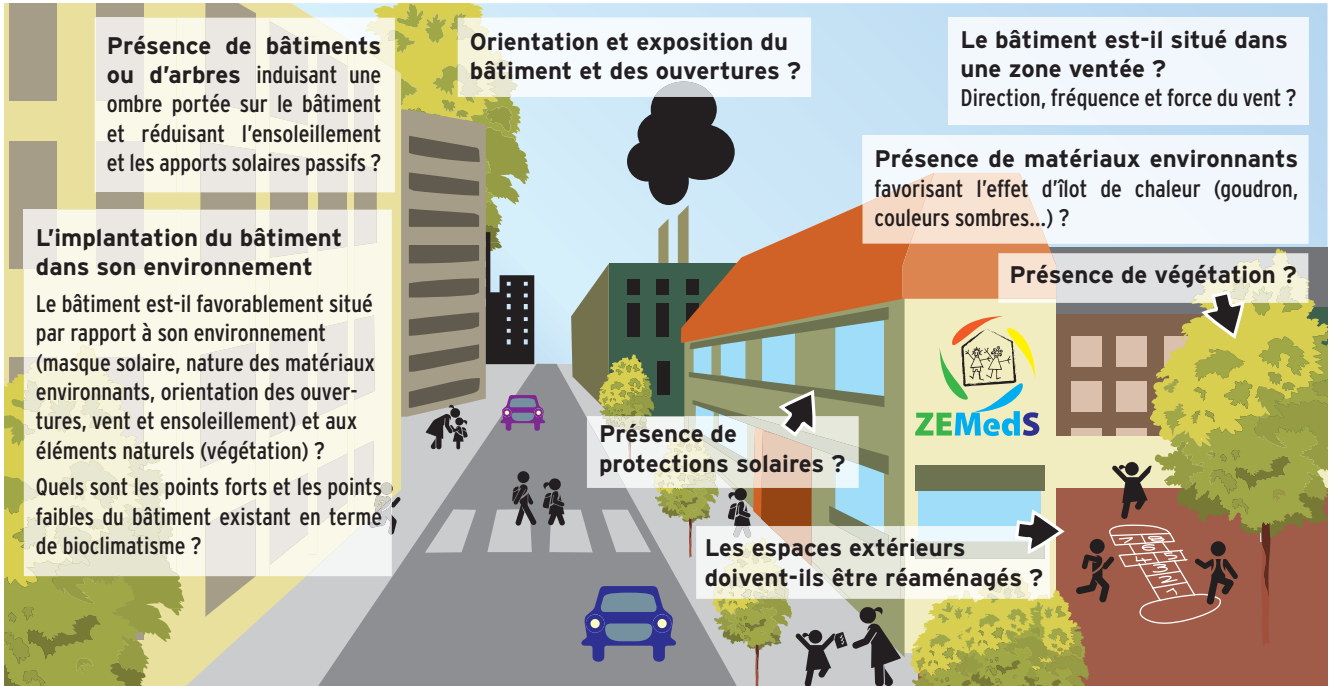 Présence de bâtiments
ou d'arbres induisant une
ombre portée sur le bâtiment
et réduisant l'ensoleillement
et les apports solaires passifs ?
Orientation et exposition du
bâtiment et des ouvertures ?
Le bâtiment est-il situé dans
une zone ventée ?
Direction, fréquence et force du vent ?
Présence de matériaux environnants
favorisant l'effet d'îlot de chaleur (goudron,
couleurs sombres...) ?
L'implantation du bâtiment
dans son environnement
Le bâtiment est-il favorablement situé
par rapport à son environnement
(masque solaire, nature des matériaux
environnants, orientation des ouver-
tures, vent et ensoleillement) et aux
éléments naturels (végétation) ?
Quels sont les points forts et les points
faibles du bâtiment existant en terme
de bioclimatisme ?
Présence de végétation ?
ZEMedS
Présence de
protections solaires ?
Les espaces extérieurs
doivent-ils être réaménagés ?